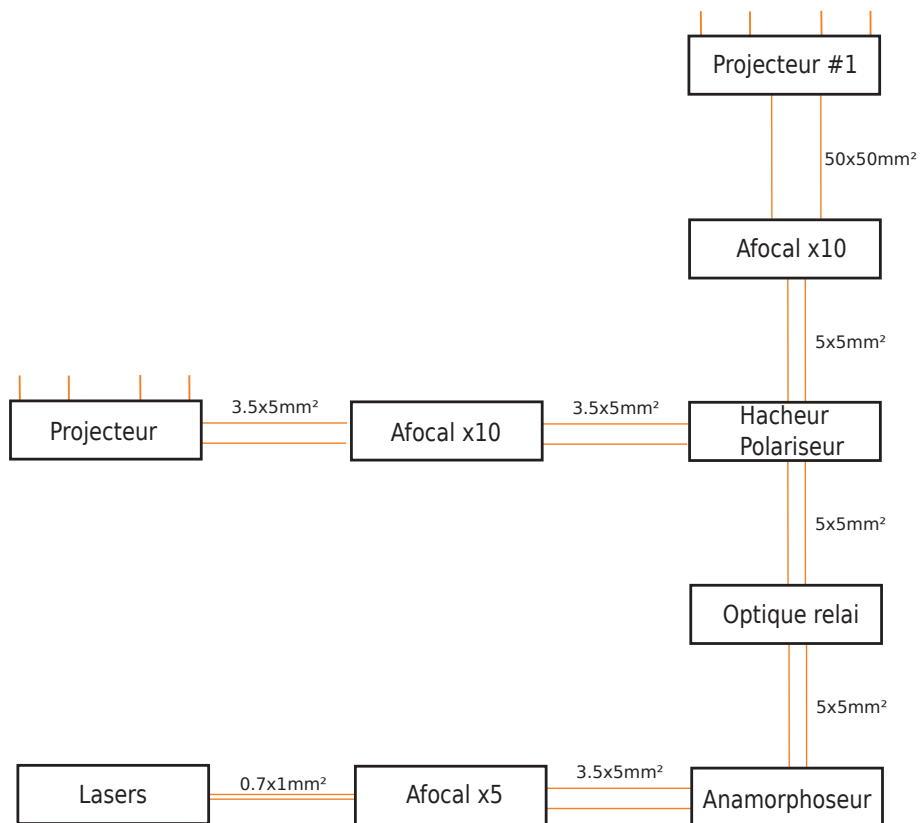 Projecteur #1
50x50mm²
Afocal x10
5x5mm²
3.5x5mm²
3.5x5mm²
Projecteur
Afocal x10
Hacheur
Polariseur
5x5mm²
Optique relai
5x5mm²
Lasers
0.7x1mm²
Afocal x5
3.5x5mm²
Anamorphoseur